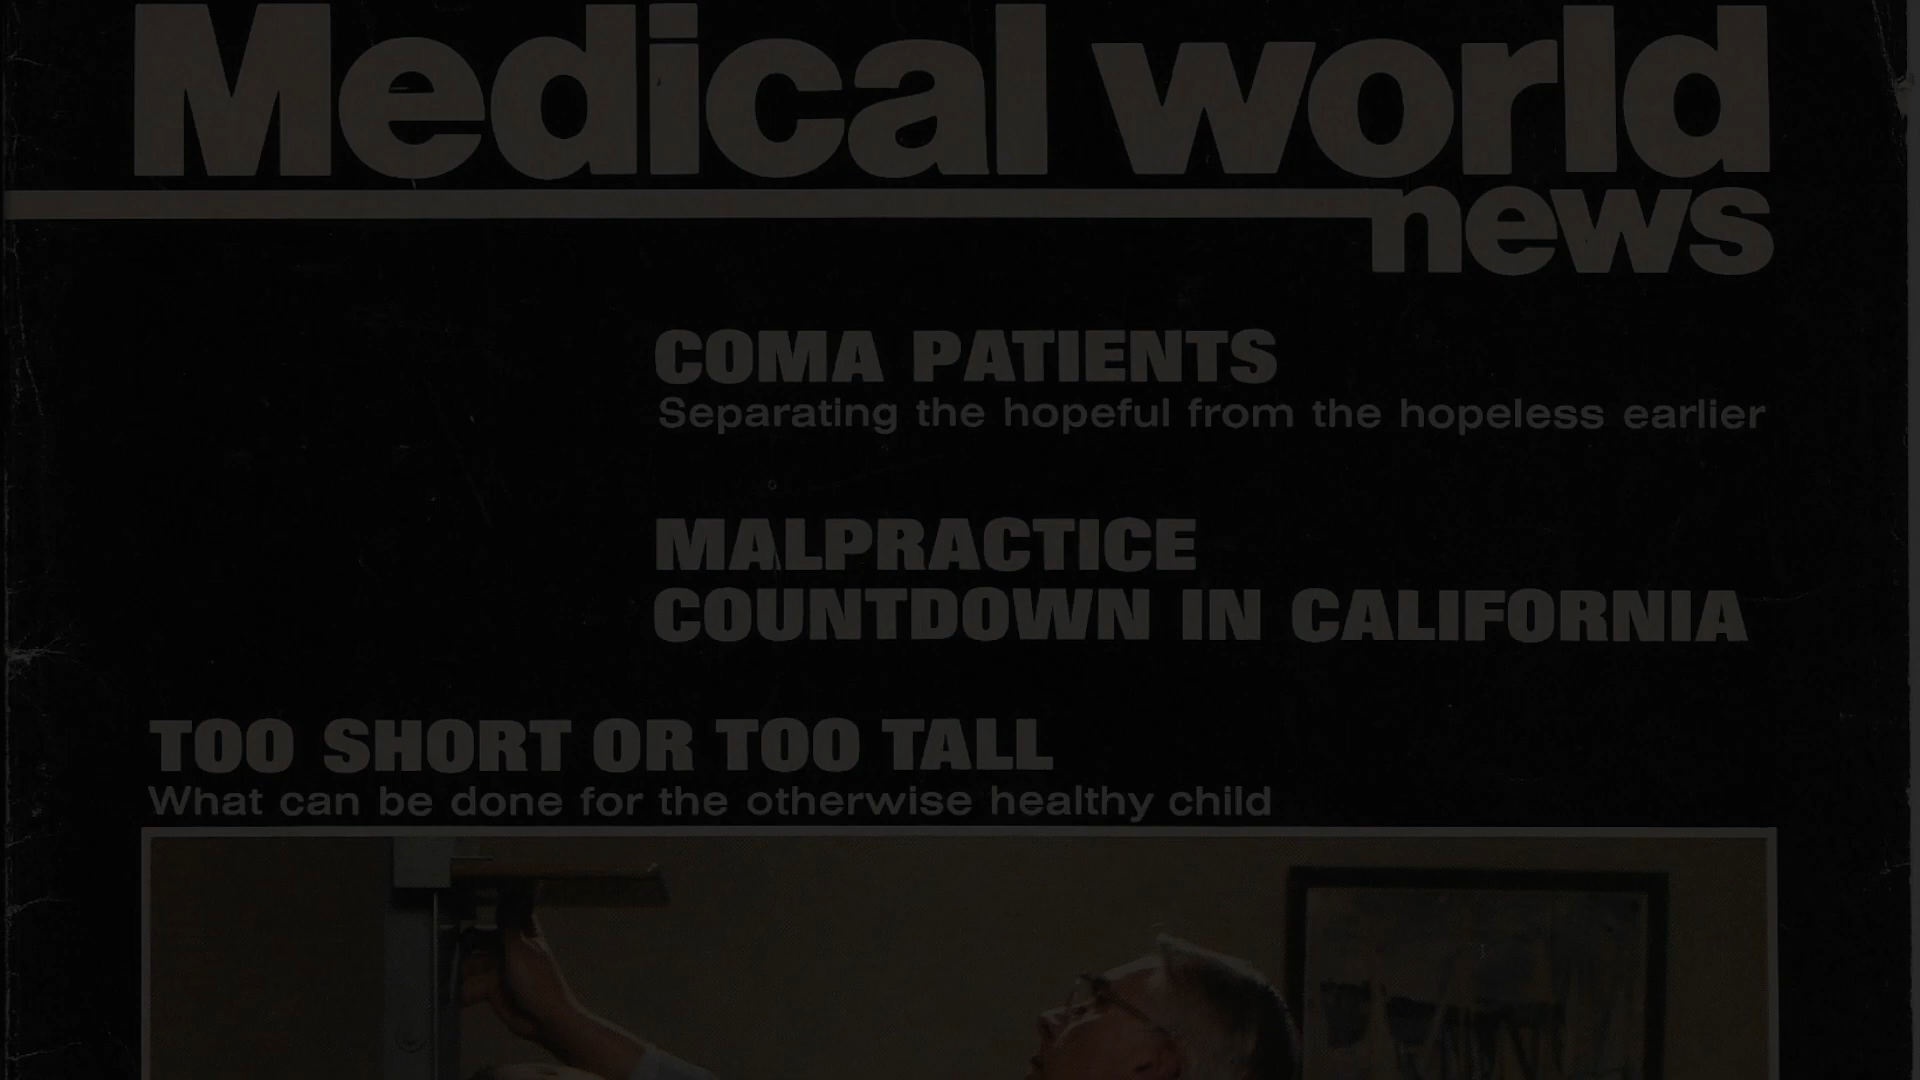 Medical world
news
COMA PATIENTS
Separating the hopeful from the hopeless earlier
MALPRACTICE
COUNTDOWN IN CALIFORNIA
TOO SHORT OR TOO TALL
What can be done for the otherwise healthy child